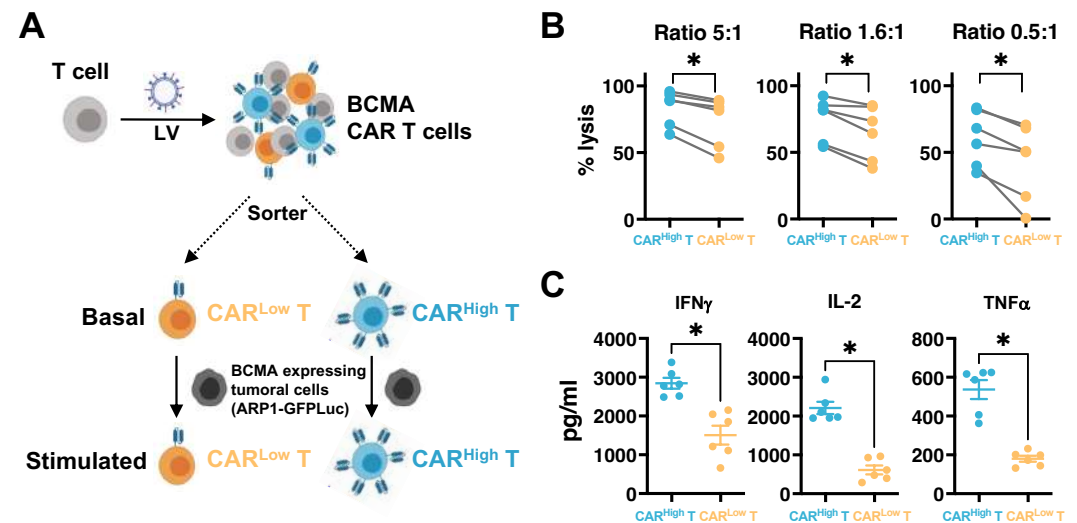 A
T cell
LV
BCMA
CAR T cells
Sorter
Basal
CARLow T
CARHigh T
BCMA expressing
tumoral cells
(ARP1-GFPLuc)
Stimulated
CARLow T
CARHigh T
B
Ratio 5:1
Ratio 1.6:1
Ratio 0.5:1
*
*
*
% lysis
100
50
0
100
50
0
100
50
0
CARHigh T CARLow T
CARHigh T CARLow T
CARHigh T CARLow T
C
IFNγ
IL-2
TNFα
*
*
*
pg/ml
4000
3000
2000
1000
0
4000
3000
2000
1000
0
800
600
400
200
0
CARHigh T CARLow T
CARHigh T CARLow T
CARHigh T CARLow T